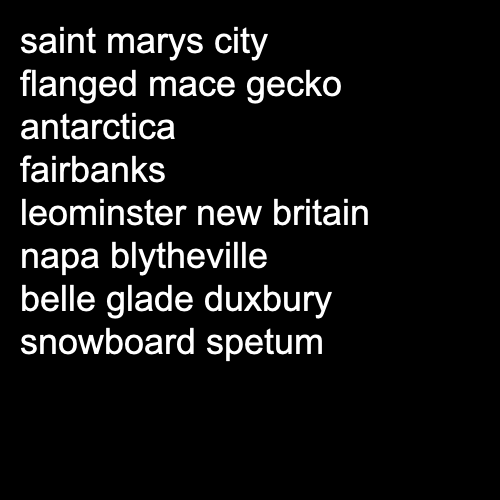 saint marys city
flanged mace gecko
antarctica
fairbanks
leominster new britain
napa blytheville
belle glade duxbury
snowboard spetum